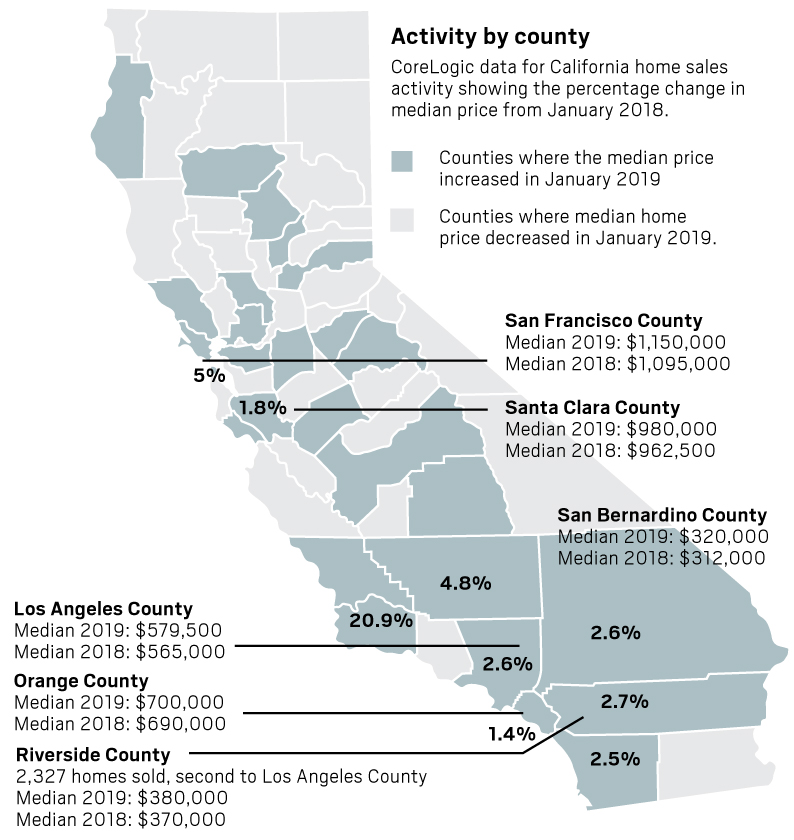 Activity by county
CoreLogic data for California home sales
activity showing the percentage change in
median price from January 2018.
Counties where the median price
increased in January 2019
Counties where median home
price decreased in January 2019.
San Francisco County
Median 2019: $1,150,000
Median 2018: $1,095,000
5%
1.8%
Santa Clara County
Median 2019: $980,000
Median 2018: $962,500
San Bernardino County
Median 2019: $320,000
Median 2018: $312,000
4.8%
20.9%
2.6%
2.6%
Los Angeles County
Median 2019: $579,500
Median 2018: $565,000
Orange County
Median 2019: $700,000
Median 2018: $690,000
2.7%
1.4%
2.5%
Riverside County
2,327 homes sold, second to Los Angeles County
Median 2019: $380,000
Median 2018: $370,000